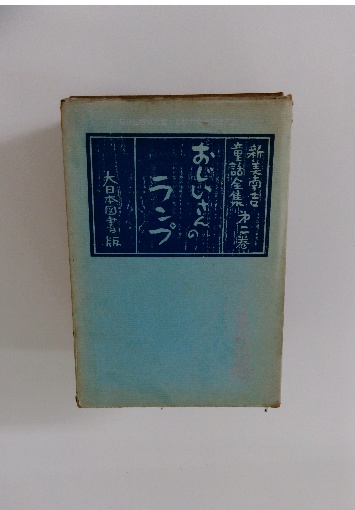 新美南吉
童話全集 第二巻
おじいさんの
ランプ
大日本図書版